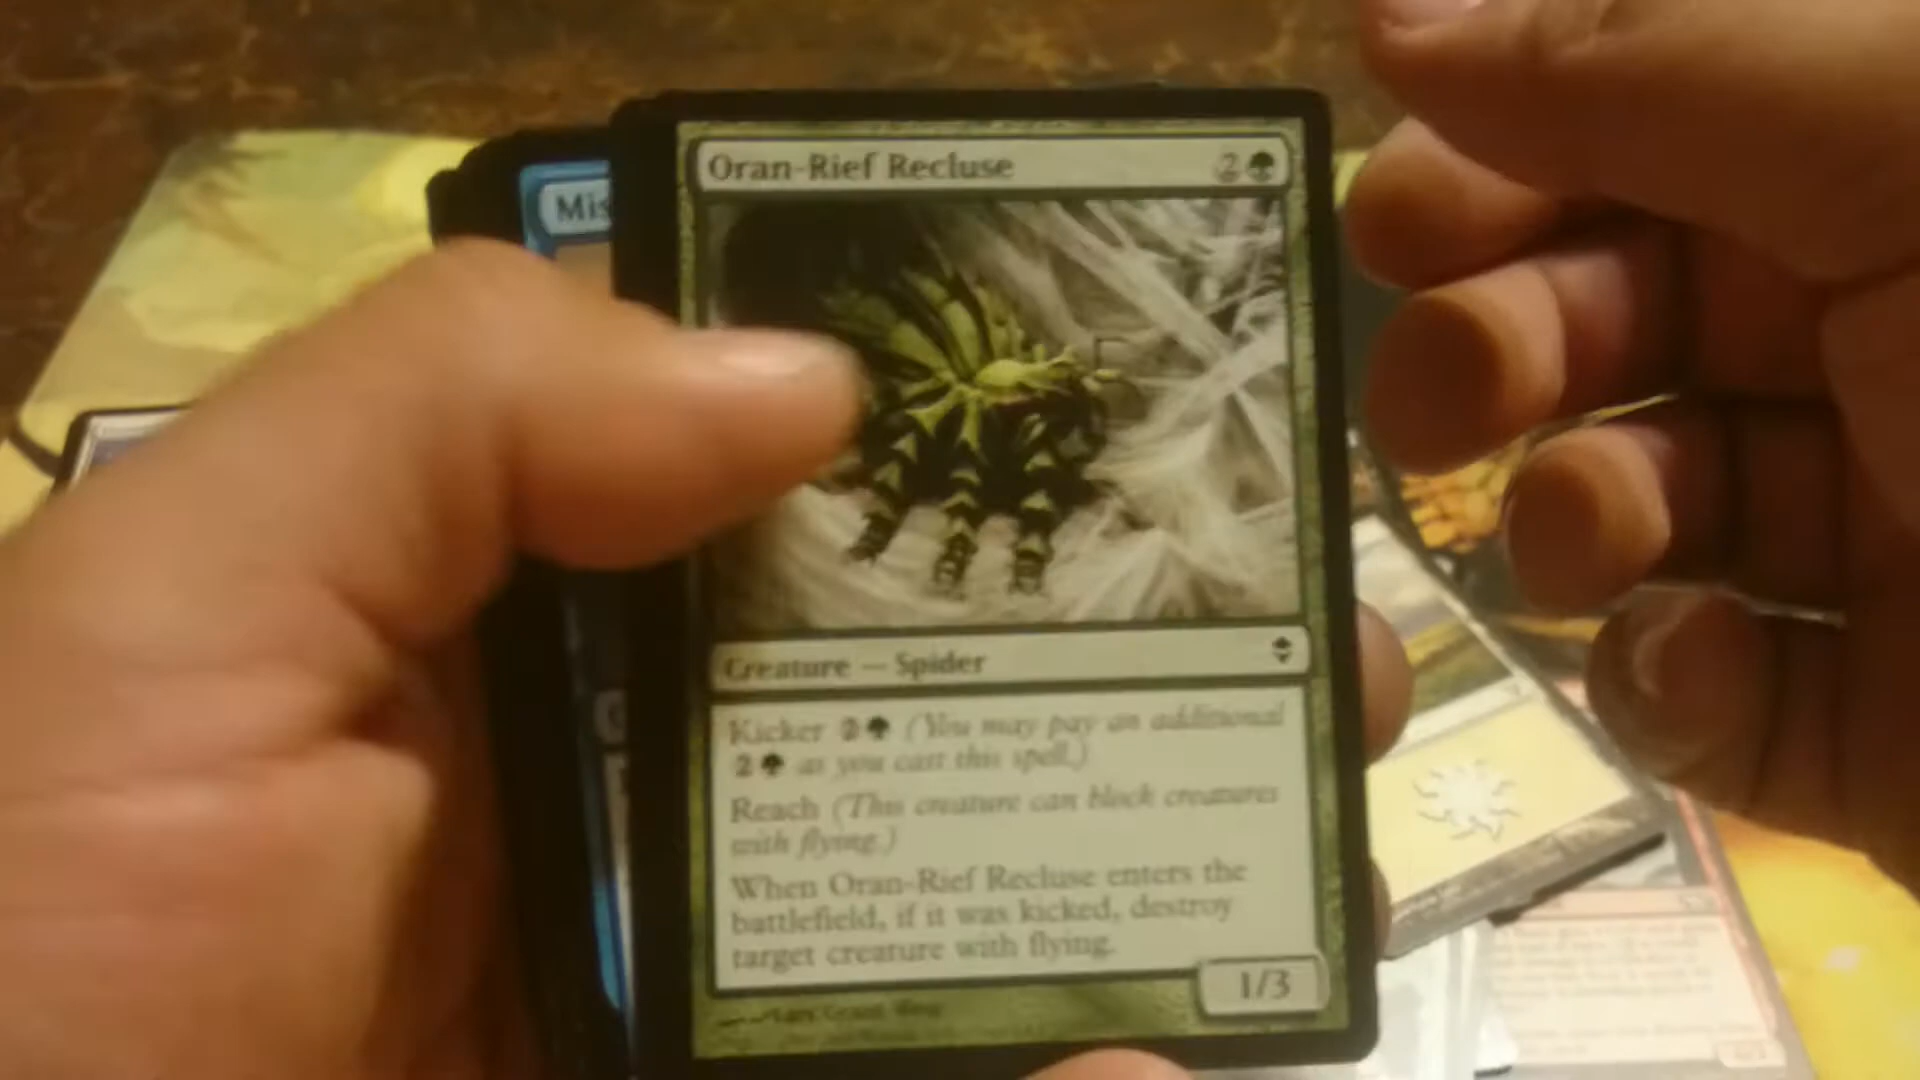 Oran-Rief Recluse 2
Mis
Creature — Spider
Kicker 2 (You may pay an additional
2 as you cast this spell.)
Reach (This creature can block creatures
with flying.)
When Oran-Rief Recluse enters the
battlefield, if it was kicked, destroy
target creature with flying.
1/3